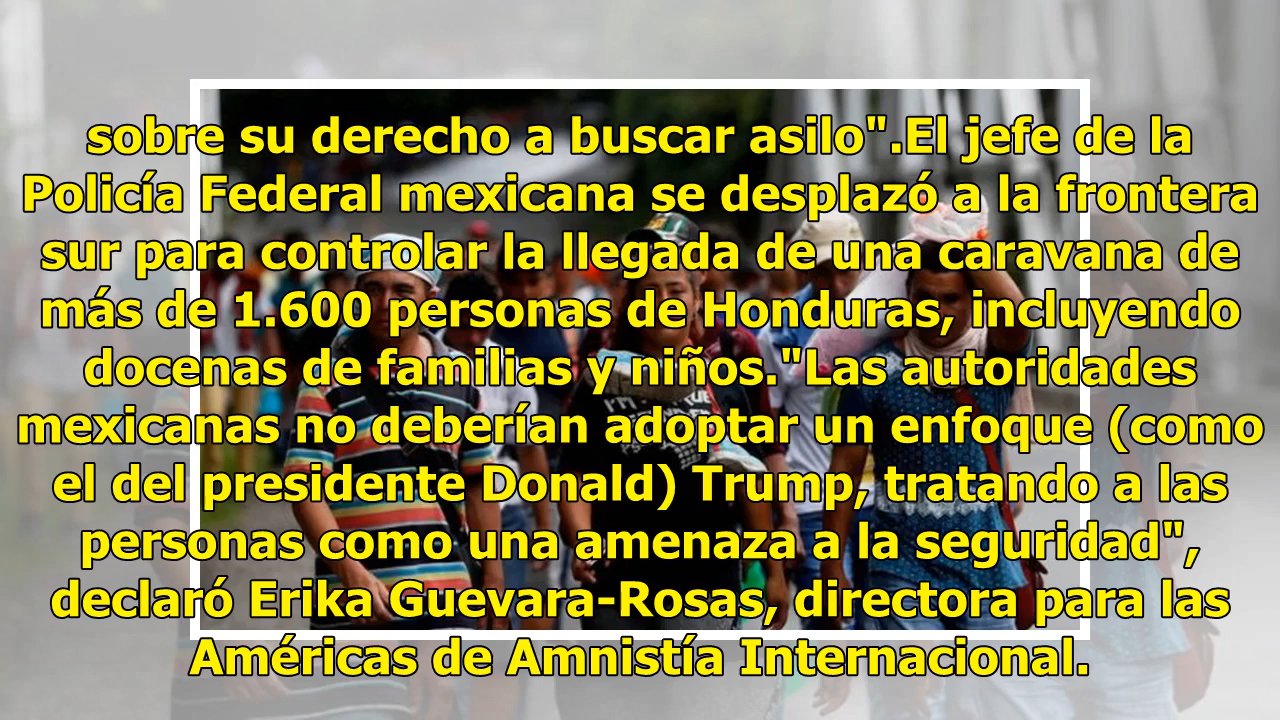 sobre su derecho a buscar asilo".El jefe de la
Policía Federal mexicana se desplazó a la frontera
sur para controlar la llegada de una caravana de
más de 1.600 personas de Honduras, incluyendo
docenas de familias y niños."Las autoridades
mexicanas no deberían adoptar un enfoque (como
el del presidente Donald) Trump, tratando a las
personas como una amenaza a la seguridad",
declaró Erika Guevara-Rosas, directora para las
Américas de Amnistía Internacional.